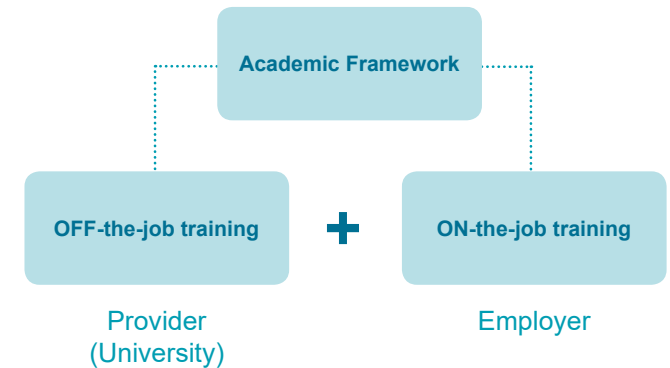 Academic Framework
OFF-the-job training
ON-the-job training
Provider
(University)
Employer